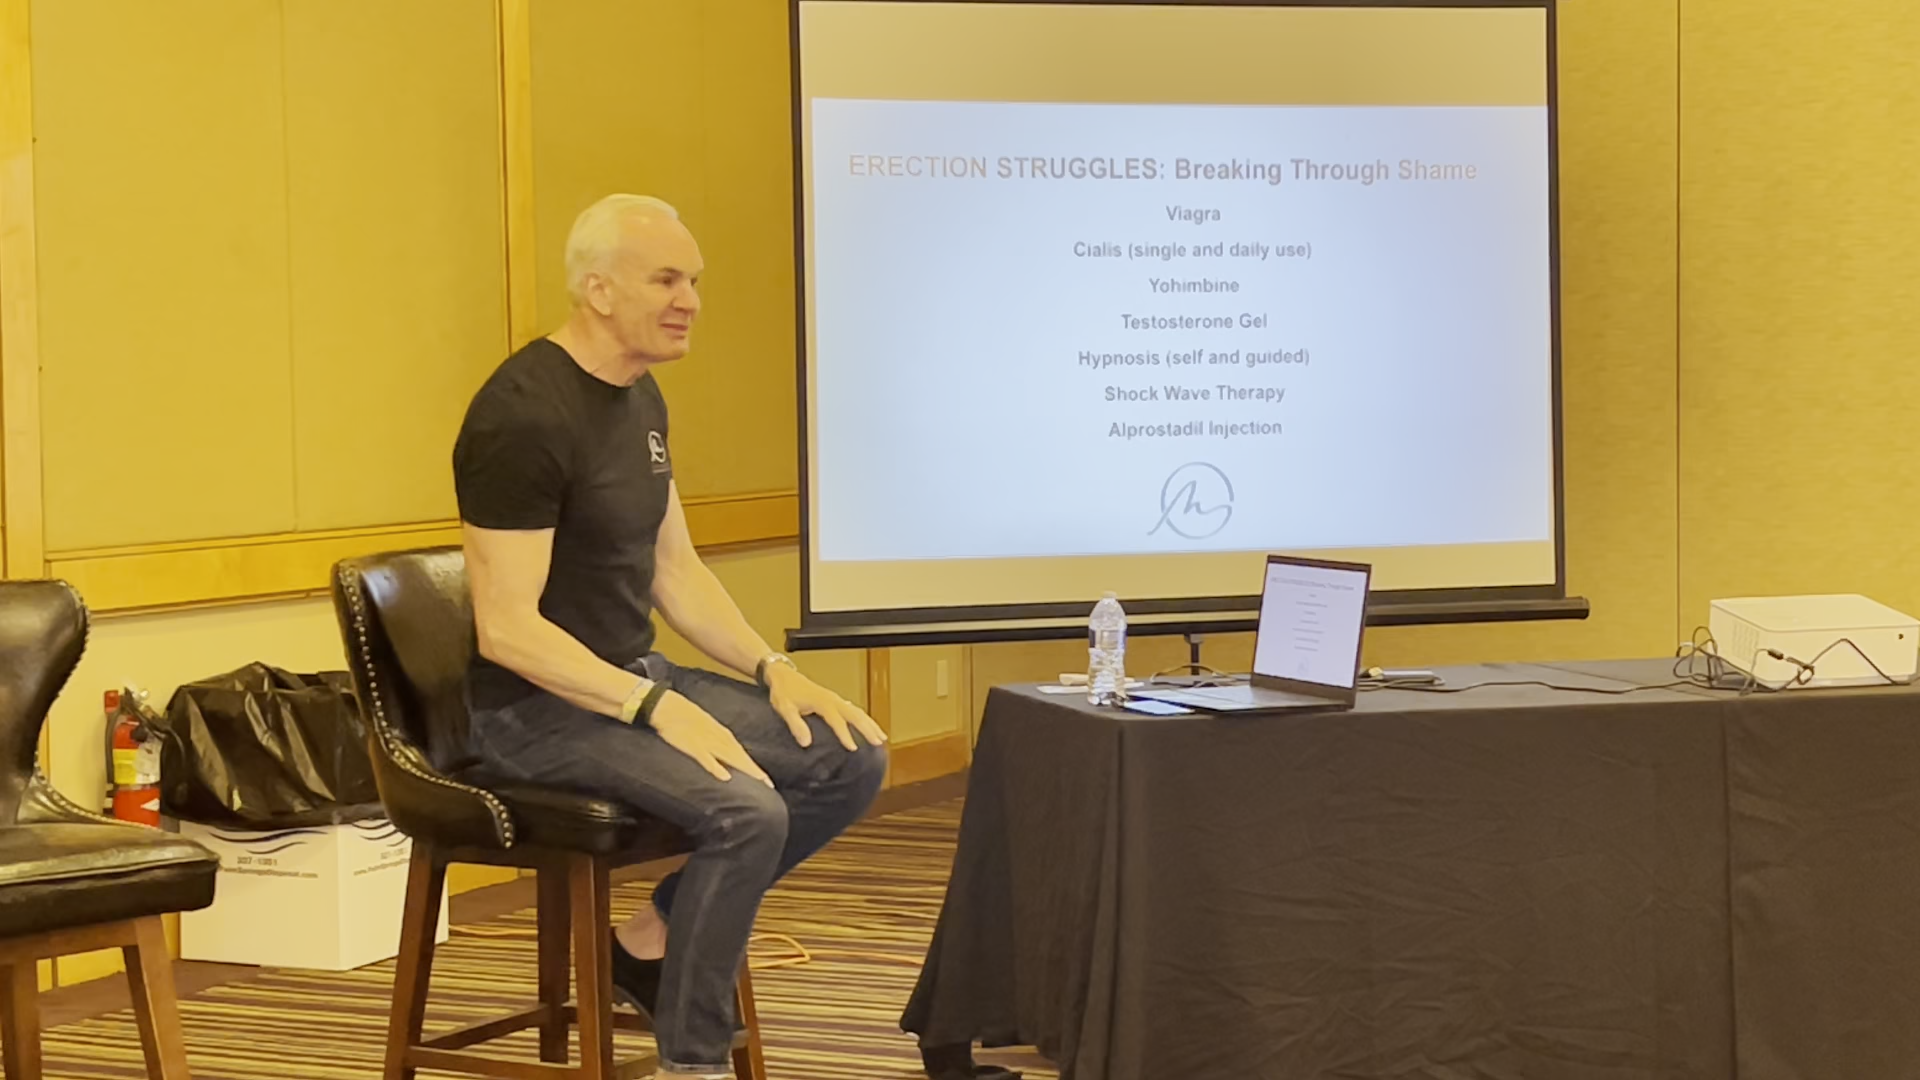 ERECTION STRUGGLES: Breaking Through Shame
Viagra
Cialis (single and daily use)
Yohimbine
Testosterone Gel
Hypnosis (self and guided)
Shock Wave Therapy
Alprostadil Injection